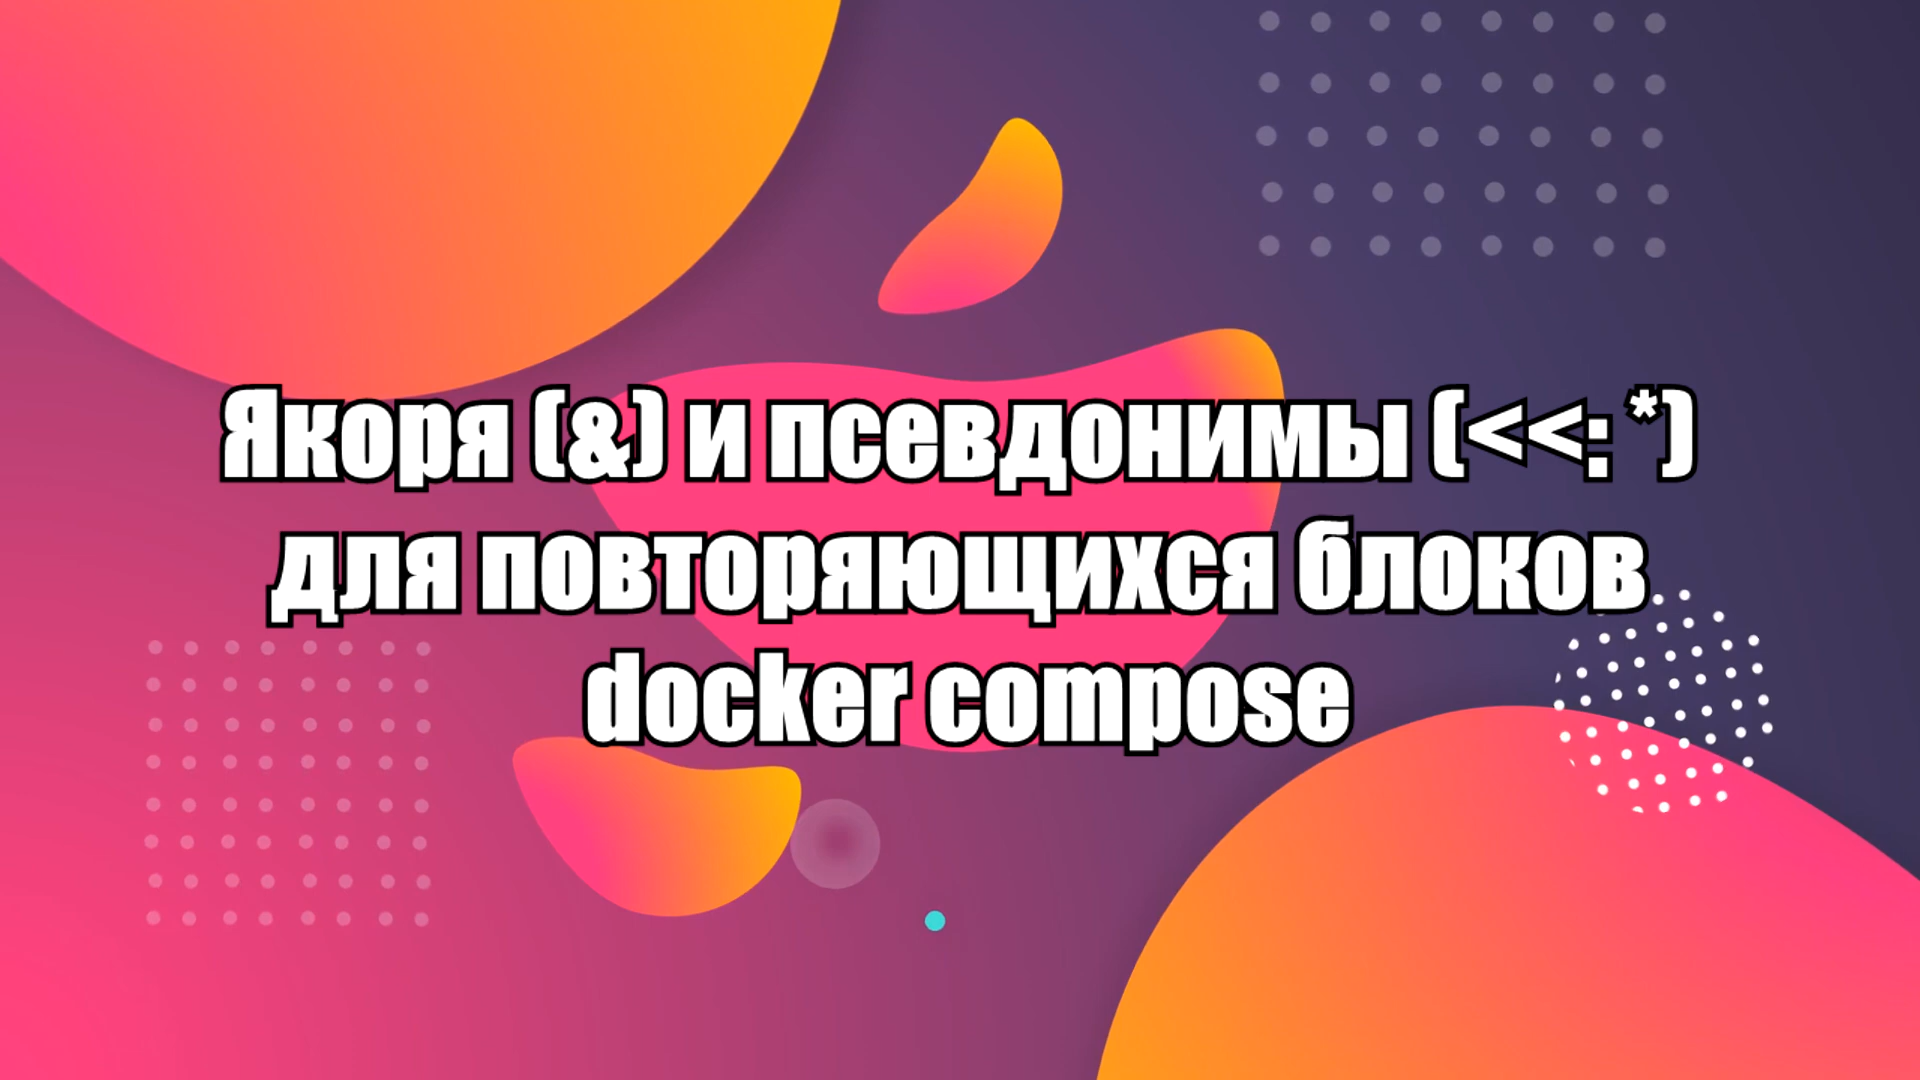 Якоря (&) и псевдонимы (<<: *)
для повторяющихся блоков
docker compose